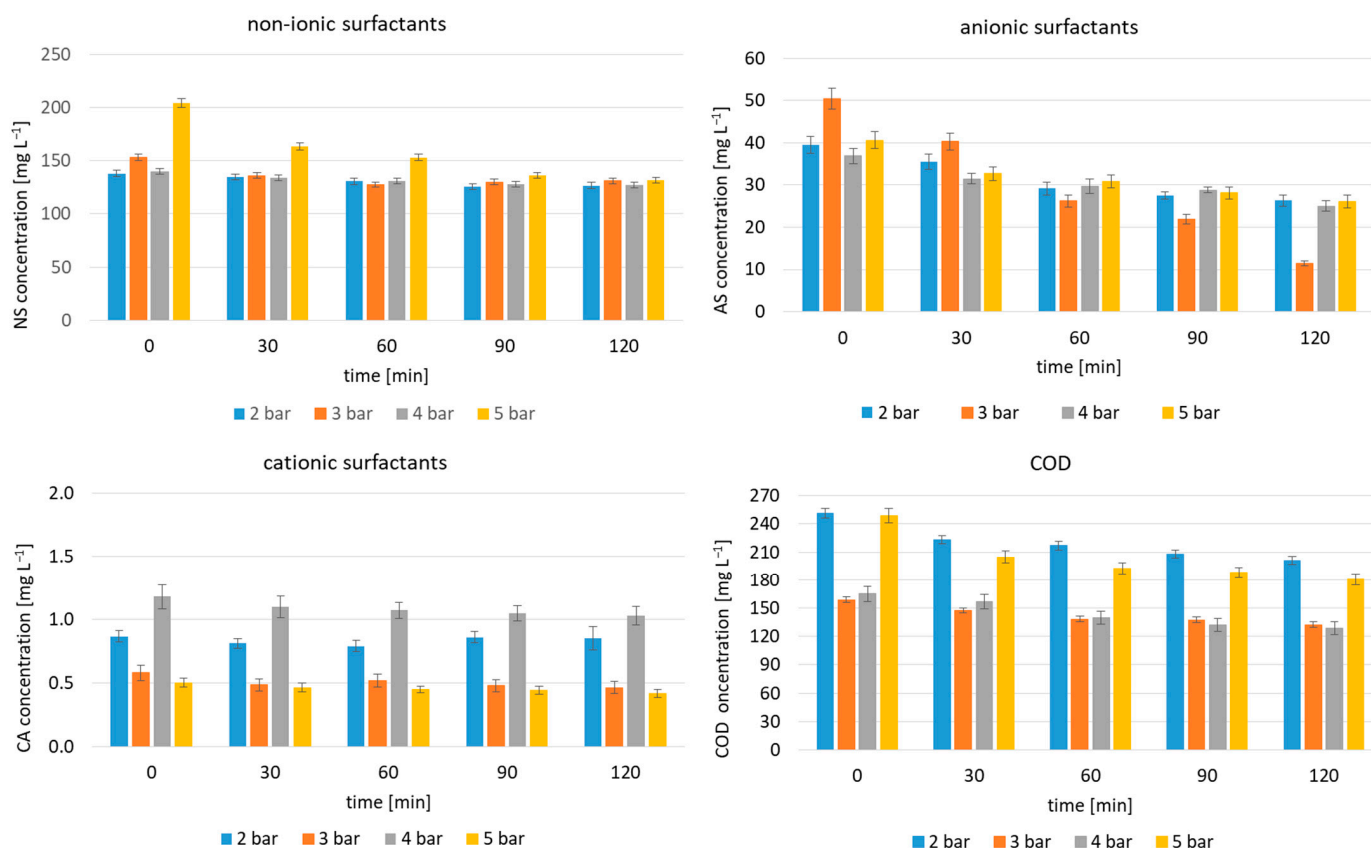 non-ionic surfactants
NS concentration [mg L⁻¹]
250
200
150
100
50
0
0 30 60 90 120
time [min]
2 bar 3 bar 4 bar 5 bar
anionic surfactants
AS concentration [mg L⁻¹]
60
50
40
30
20
10
0
0 30 60 90 120
time [min]
2 bar 3 bar 4 bar 5 bar
cationic surfactants
CA concentration [mg L⁻¹]
2.0
1.5
1.0
0.5
0.0
0 30 60 90 120
time [min]
2 bar 3 bar 4 bar 5 bar
COD
COD oncentration [mg L⁻¹]
270
240
210
180
150
120
90
60
30
0
0 30 60 90 120
time [min]
2 bar 3 bar 4 bar 5 bar